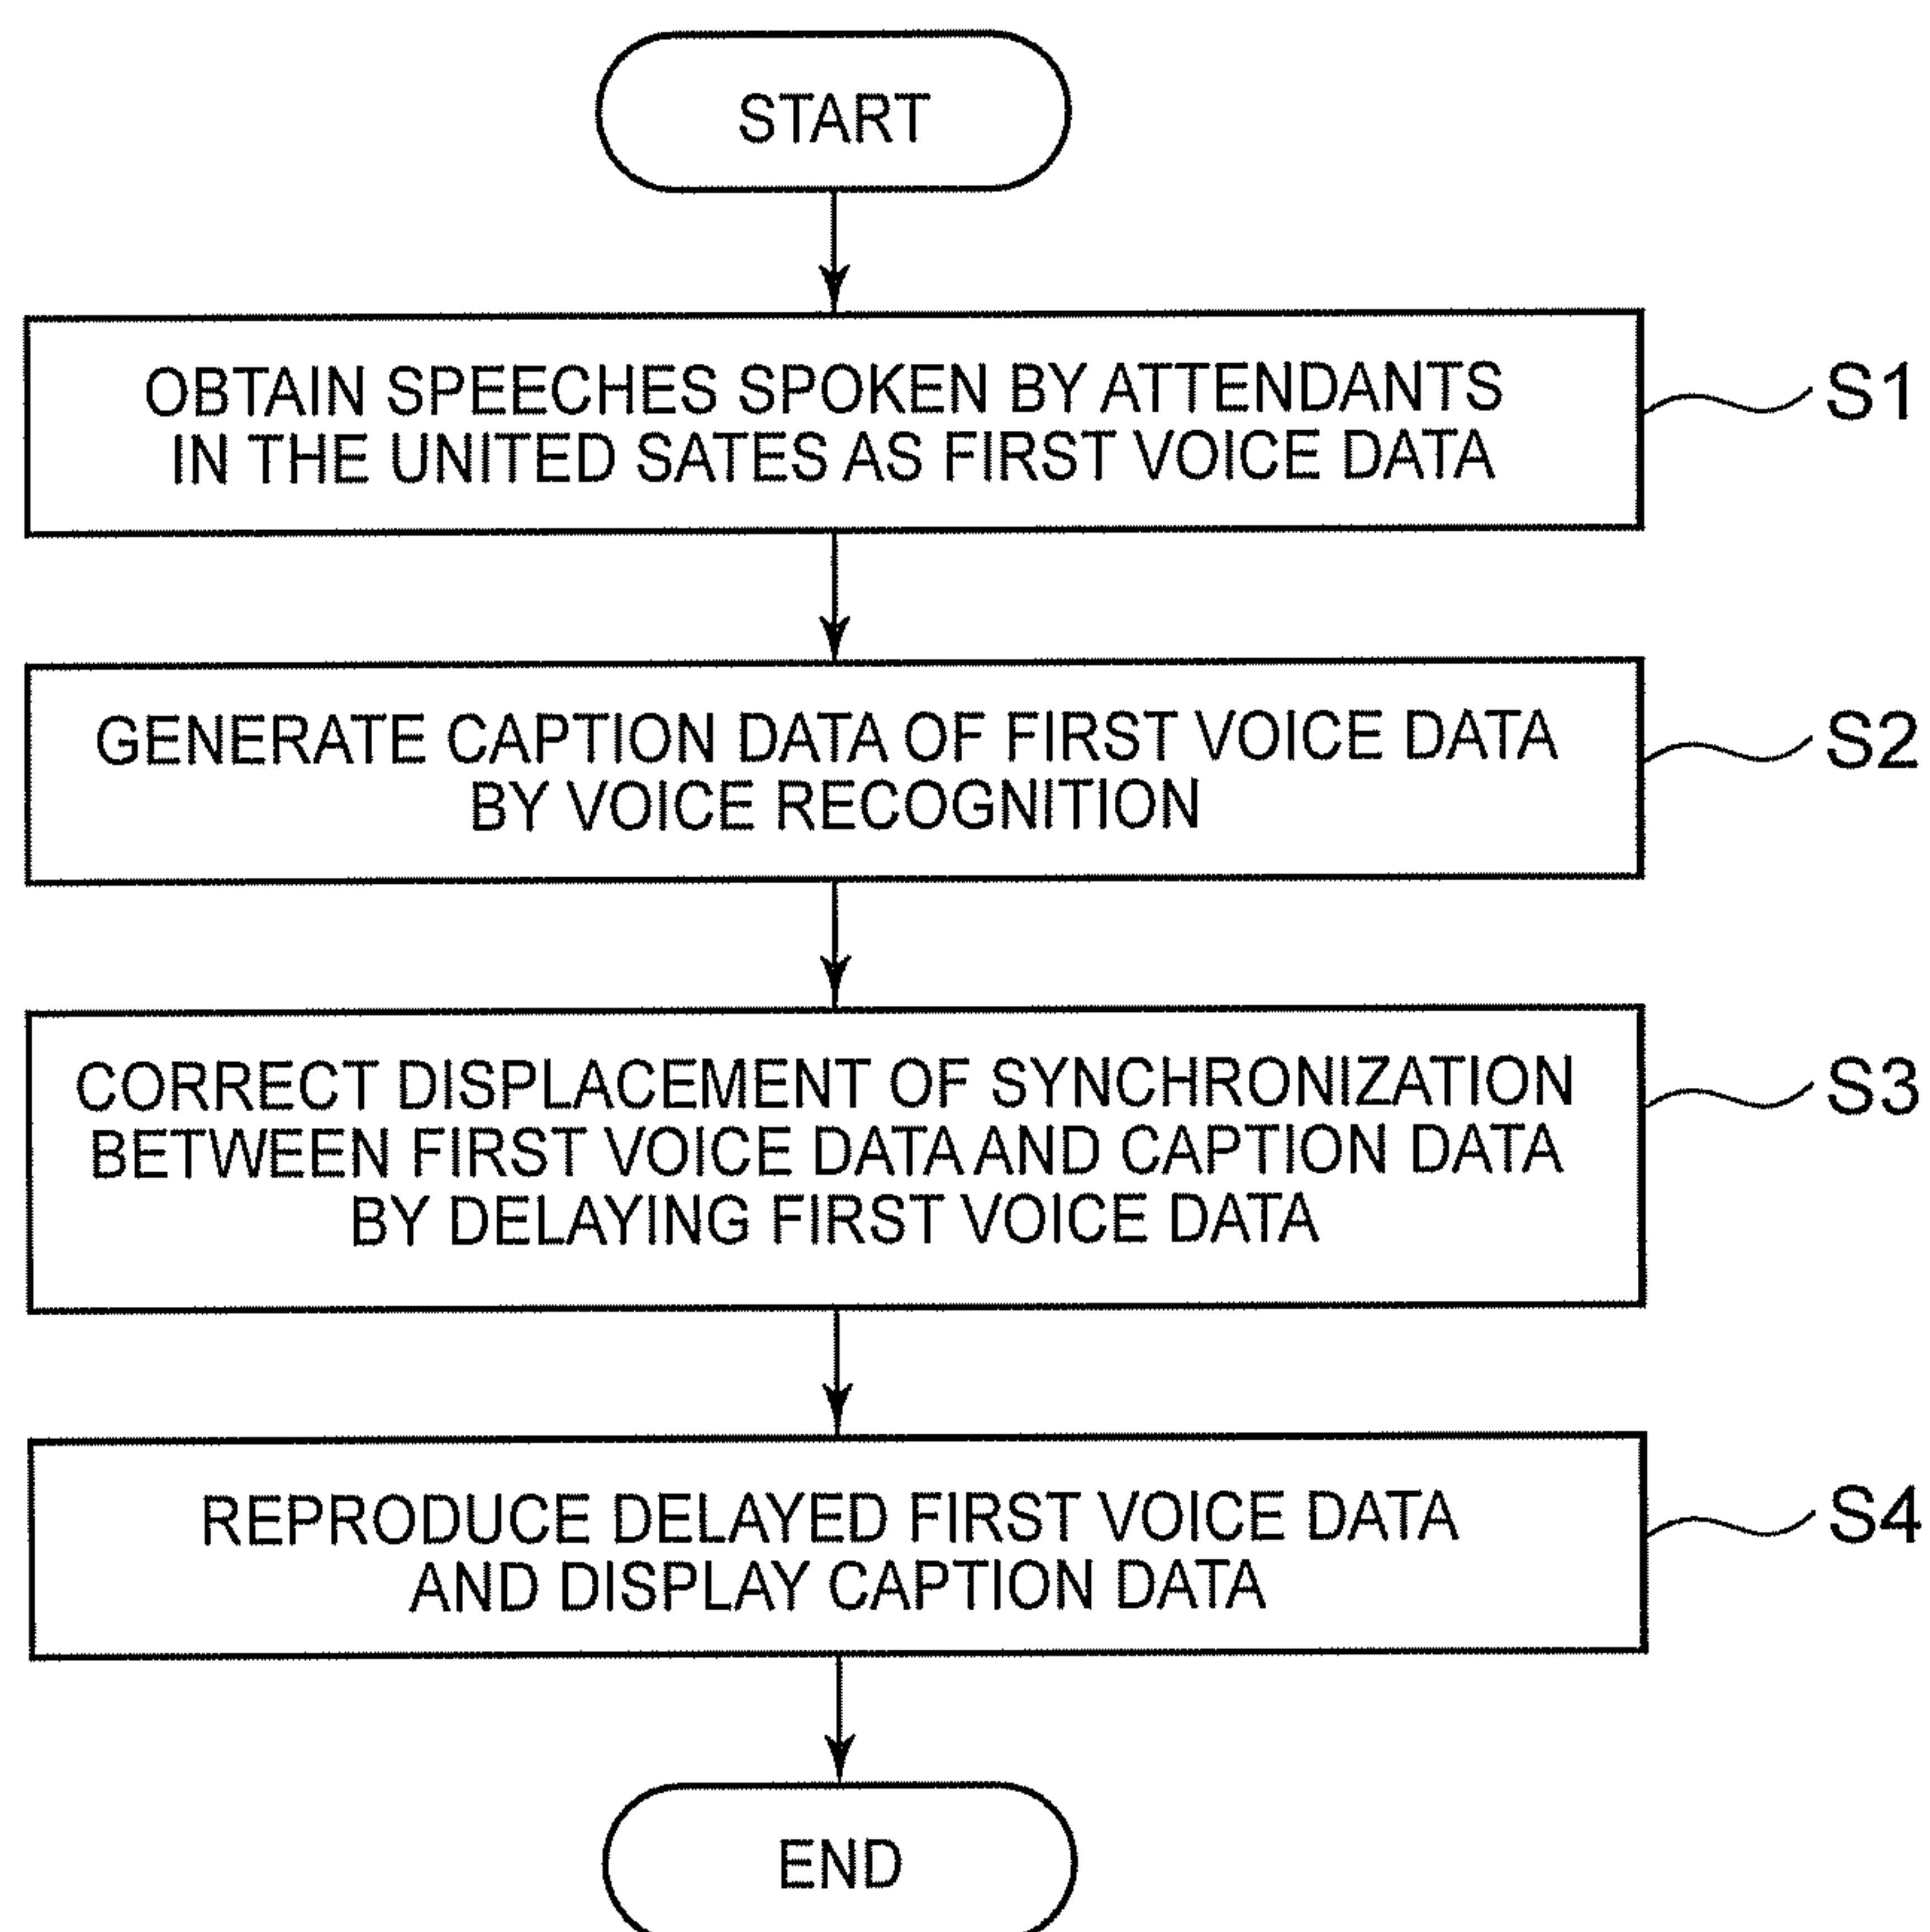 START
OBTAIN SPEECHES SPOKEN BY ATTENDANTS
IN THE UNITED SATES AS FIRST VOICE DATA
S1
GENERATE CAPTION DATA OF FIRST VOICE DATA
BY VOICE RECOGNITION
S2
CORRECT DISPLACEMENT OF SYNCHRONIZATION
BETWEEN FIRST VOICE DATA AND CAPTION DATA
BY DELAYING FIRST VOICE DATA
S3
REPRODUCE DELAYED FIRST VOICE DATA
AND DISPLAY CAPTION DATA
S4
END